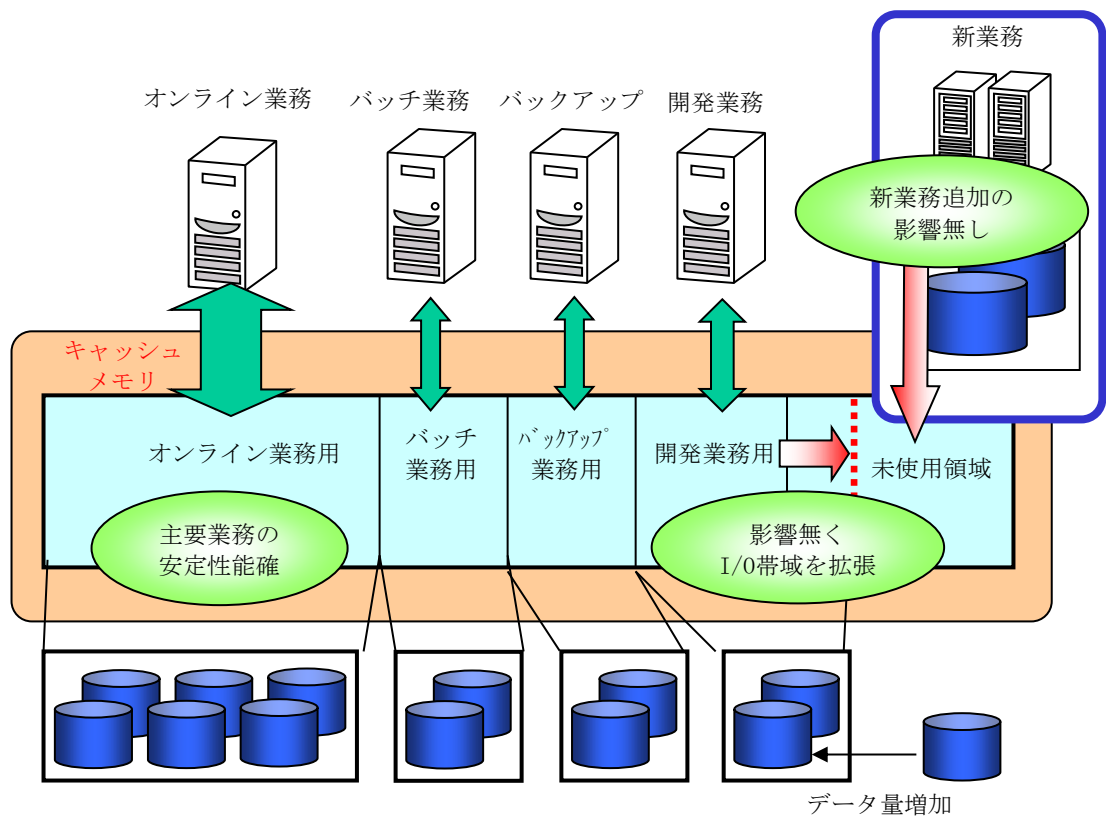 新業務
オンライン業務
バッチ業務
バックアップ
開発業務
新業務追加の
影響無し
キャッシュ
メモリ
オンライン業務用
バッチ
業務用
バックアップ
業務用
開発業務用
未使用領域
主要業務の
安定性能確
影響無く
I/O帯域を拡張
データ量増加